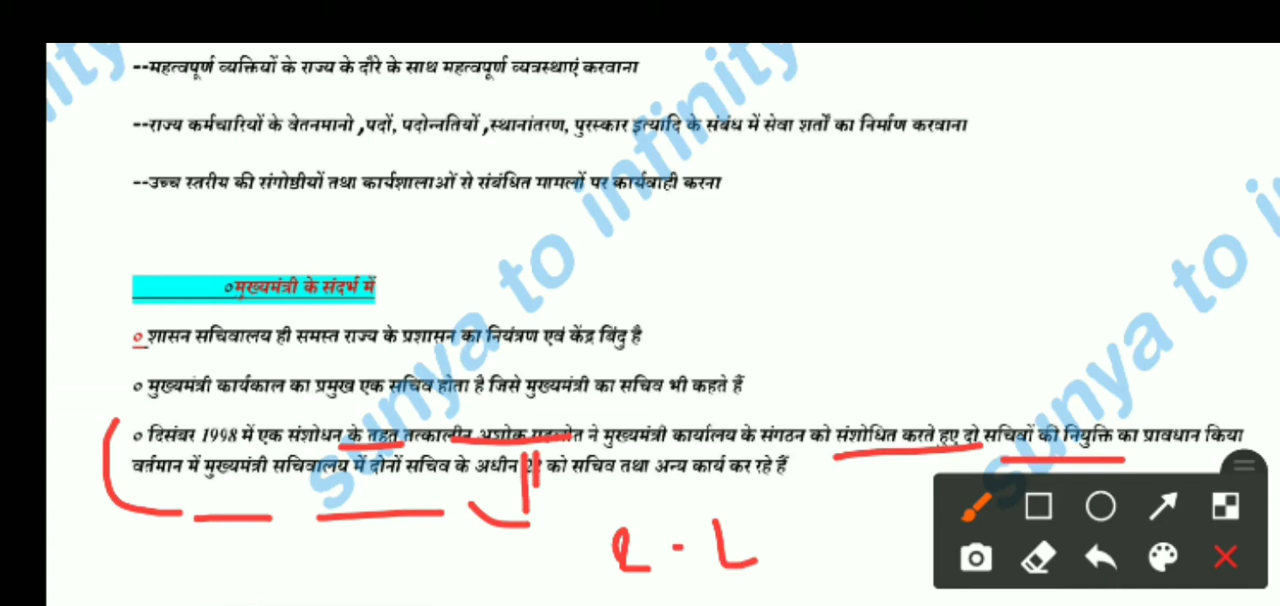 --महत्वपूर्ण व्यक्तियों के राज्य के दौरे के साथ महत्वपूर्ण व्यवस्थाएं करवाना
--राज्य कर्मचारियों के वेतनमानो ,पदों, पदोन्नतियों ,स्थानांतरण, पुरस्कार इत्यादि के संबंध में सेवा शर्तों का निर्माण करवाना
--उच्च स्तरीय की संगोष्ठीयों तथा कार्यशालाओं से संबंधित मामलों पर कार्यवाही करना
०मुख्यमंत्री के संदर्भ में
० शासन सचिवालय ही समस्त राज्य के प्रशासन का नियंत्रण एवं केंद्र बिंदु है
० मुख्यमंत्री कार्यकाल का प्रमुख एक सचिव होता है जिसे मुख्यमंत्री का सचिव भी कहते हैं
० दिसंबर 1998 में एक संशोधन के तहत तत्कालीन अशोक गहलोत ने मुख्यमंत्री कार्यालय के संगठन को संशोधित करते हुए दो सचिवों की नियुक्ति का प्रावधान किया
वर्तमान में मुख्यमंत्री सचिवालय में दोनों सचिव के अधीन को सचिव तथा अन्य कार्य कर रहे हैं
sunya to infinity
sunya to